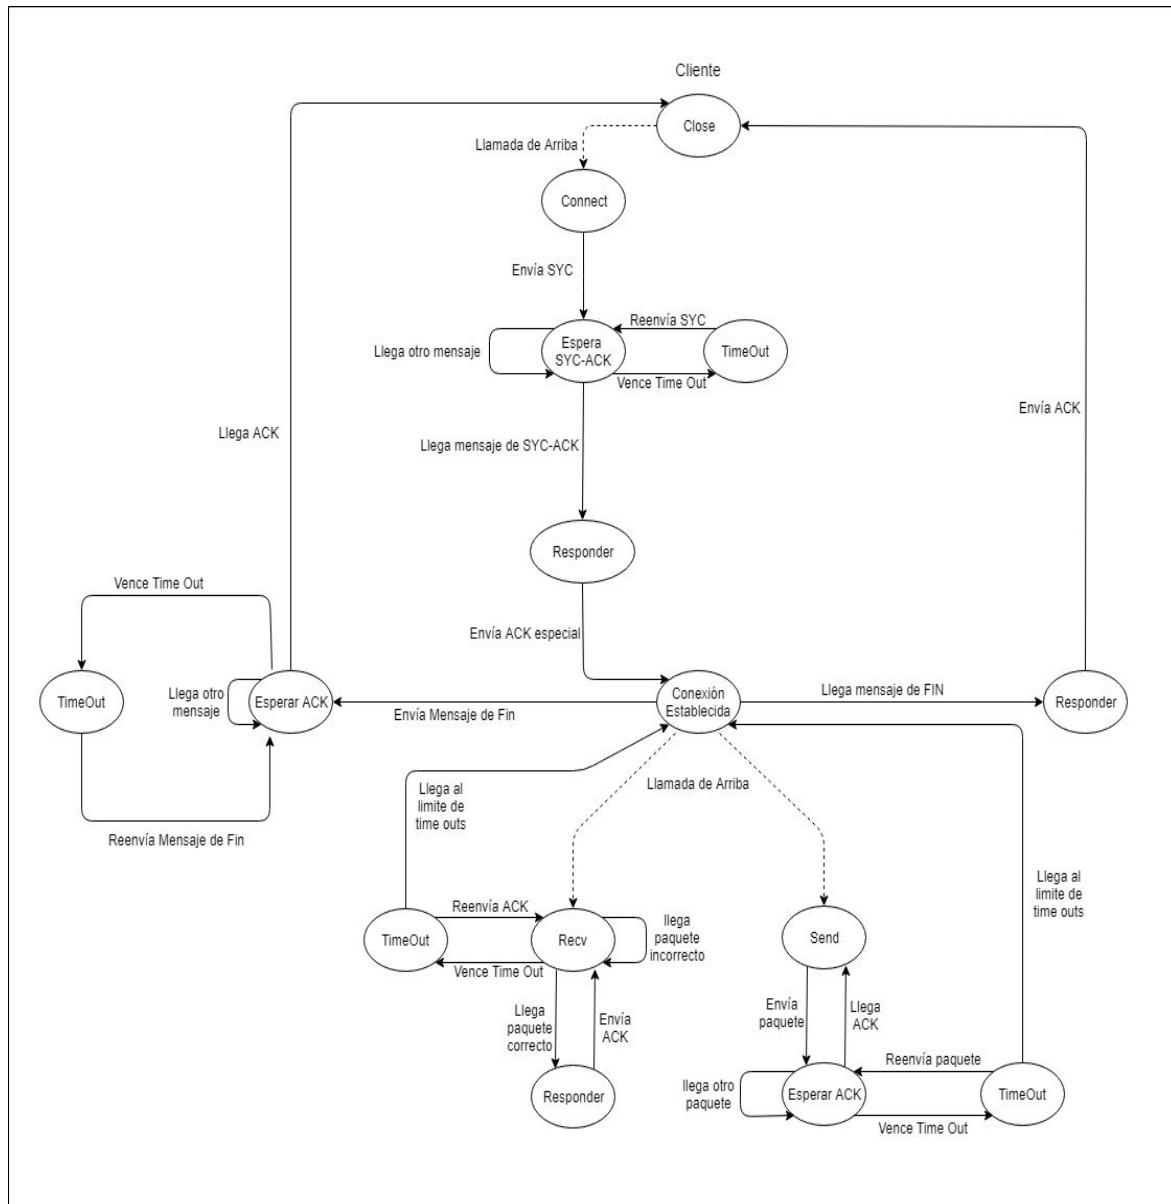 Cliente
Close
Llamada de Arriba
Connect
Envía SYC
Reenvía SYC
Llega otro mensaje
Espera
SYC-ACK
TimeOut
Vence Time Out
Envía ACK
Llega ACK
Llega mensaje de SYC-ACK
Responder
Vence Time Out
Envía ACK especial
TimeOut
Llega otro
mensaje
Esperar ACK
Envía Mensaje de Fin
Conexión
Establecida
Llega mensaje de FIN
Responder
Reenvía Mensaje de Fin
Llega al
limite de
time outs
Llamada de Arriba
Llega al
limite de
time outs
Reenvía ACK
TimeOut
Recv
llega
paquete
incorrecto
Vence Time Out
Send
Llega
paquete
correcto
Envía
ACK
Envía
paquete
Llega
ACK
Reenvía paquete
Responder
llega otro
paquete
Esperar ACK
TimeOut
Vence Time Out